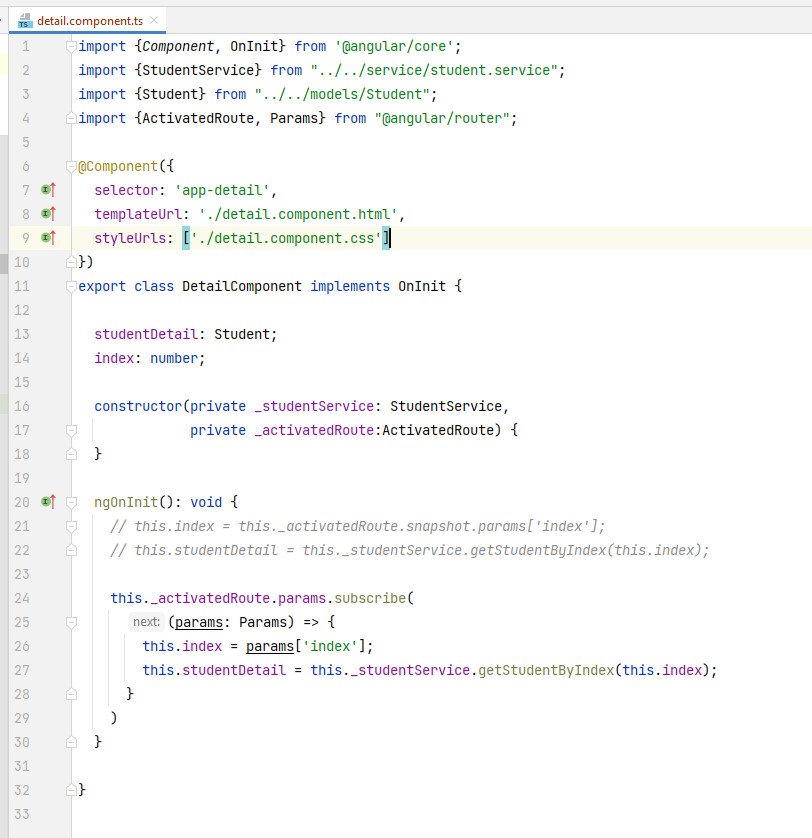 detail.component.ts
1 import {Component, OnInit} from '@angular/core';
2 import {StudentService} from "../../service/student.service";
3 import {Student} from "../../models/Student";
4 import {ActivatedRoute, Params} from "@angular/router";
5
6 @Component({
7   selector: 'app-detail',
8   templateUrl: './detail.component.html',
9   styleUrls: ['./detail.component.css']
10 })
11 export class DetailComponent implements OnInit {
12
13   studentDetail: Student;
14   index: number;
15
16   constructor(private _studentService: StudentService,
17               private _activatedRoute:ActivatedRoute) {
18   }
19
20   ngOnInit(): void {
21     // this.index = this._activatedRoute.snapshot.params['index'];
22     // this.studentDetail = this._studentService.getStudentByIndex(this.index);
23
24     this._activatedRoute.params.subscribe(
25       next: (params: Params) => {
26         this.index = params['index'];
27         this.studentDetail = this._studentService.getStudentByIndex(this.index);
28       }
29     )
30   }
31
32 }
33